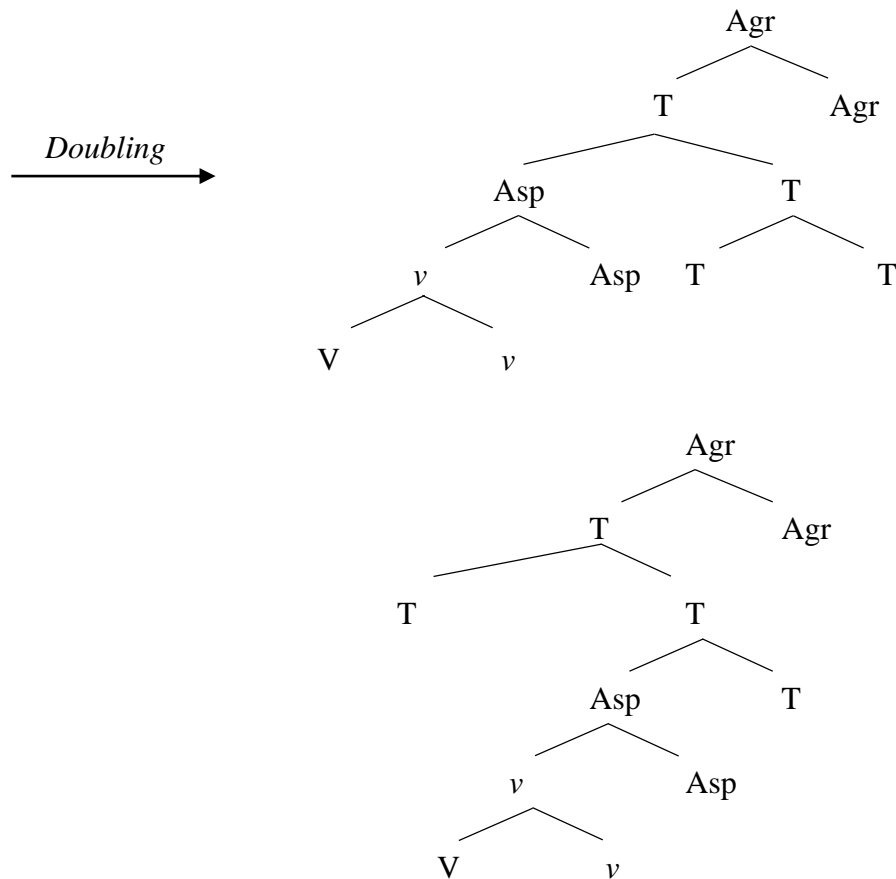 Agr
T Agr
Doubling
Asp T
v Asp T T
V v
Agr
T Agr
T T
Asp T
v Asp
V v